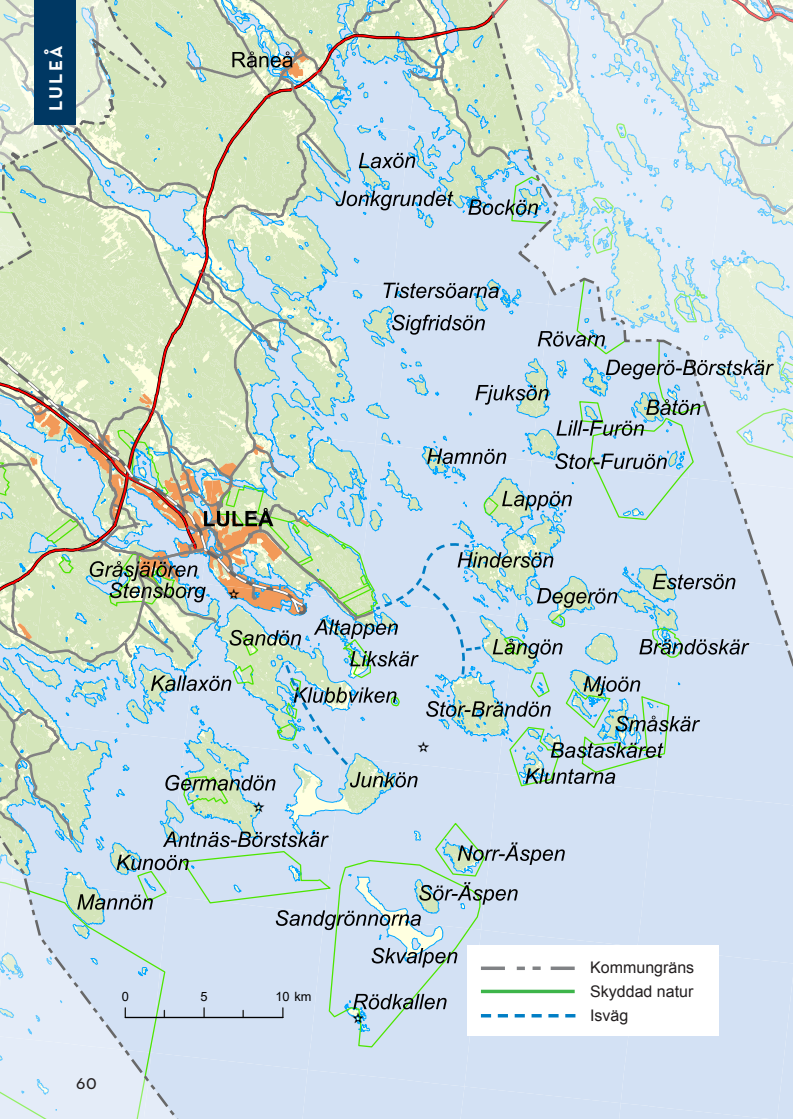 LULEÅ
Råneå
Laxön
Jonkgrundet
Bockön
Tistersöarna
Sigfridsön
Rövarn
Degerö-Börstskär
Fjuksön
Båtön
Lill-Furön
Hamnön
Stor-Furuön
Lappön
LULEÅ
Hindersön
Gråsjälören
Stensborg
Degerön
Estersön
Altappen
Sandön
Långön
Brändöskär
Likskär
Kallaxön
Mjoön
Klubbviken
Stor-Brändön
Småskär
Bastaskäret
Kluntarna
Germandön
Junkön
Antnäs-Börstskär
Norr-Äspen
Kunoön
Sör-Äspen
Mannön
Sandgrönnorna
Skvalpen
Rödkallen
0 5 10 km
Kommungräns
Skyddad natur
Isväg
60